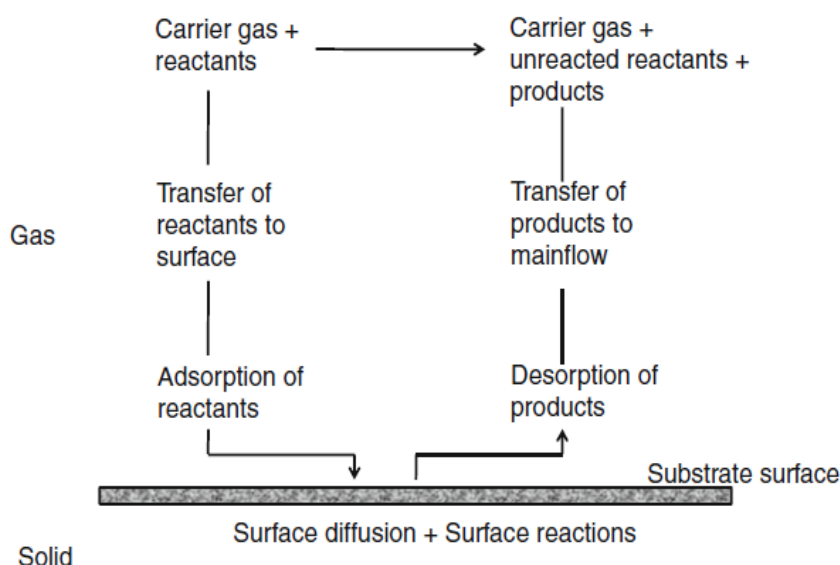 Carrier gas +
reactants
Carrier gas +
unreacted reactants +
products
Transfer of
reactants to
surface
Transfer of
products to
mainflow
Gas
Adsorption of
reactants
Desorption of
products
Substrate surface
Surface diffusion + Surface reactions
Solid